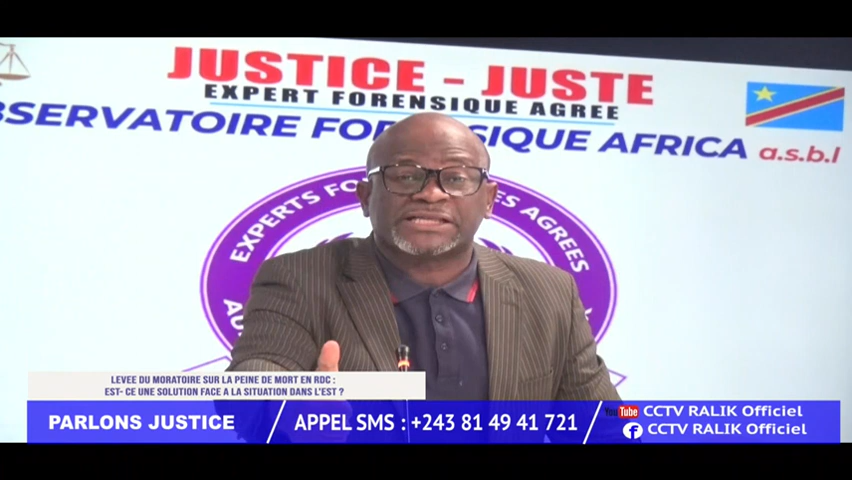 JUSTICE - JUSTE
EXPERT FORENSIQUE AGREE
BSERVATOIRE FORENSIQUE AFRICA a.s.b.l
EXPERTS FO ES AGREES
AU
LEVEE DU MORATOIRE SUR LA PEINE DE MORT EN RDC :
EST- CE UNE SOLUTION FACE A LA SITUATION DANS L'EST ?
PARLONS JUSTICE
APPEL SMS : +243 81 49 41 721
YouTube CCTV RALIK Officiel
f CCTV RALIK Officiel